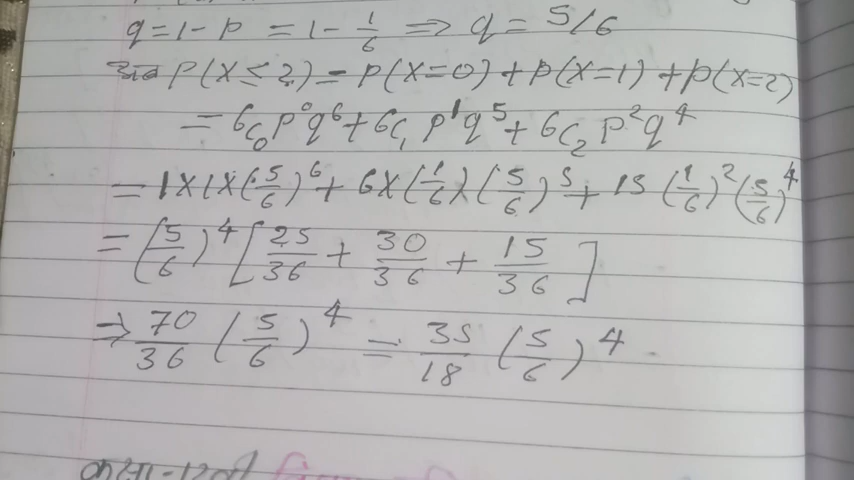 q = 1 - p = 1 - 1/6 ⇒ q = 5/6
P(X ≤ 2) = P(X=0) + P(X=1) + P(X=2)
= 6C₀ p⁰q⁶ + 6C₁ p¹q⁵ + 6C₂ p²q⁴
= 1×1×(5/6)⁶ + 6×(1/6)×(5/6)⁵ + 15 (1/6)² (5/6)⁴
= (5/6)⁴ [25/36 + 30/36 + 15/36]
⇒ 70/36 (5/6)⁴ = 35/18 (5/6)⁴
कक्षा-12वीं